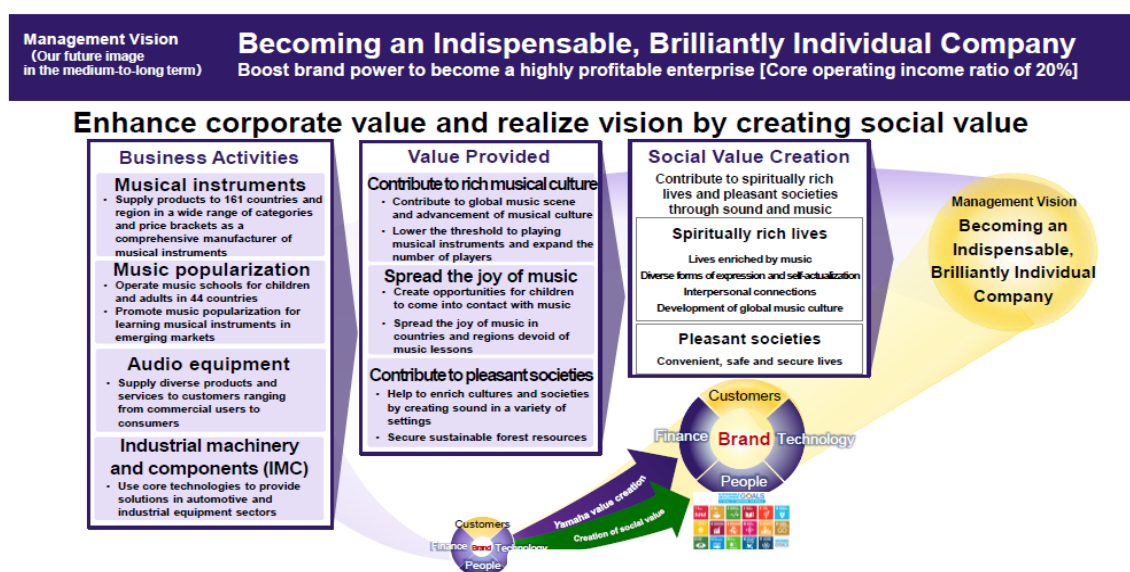 Management Vision
(Our future image
in the medium-to-long term)
Becoming an Indispensable, Brilliantly Individual Company
Boost brand power to become a highly profitable enterprise [Core operating income ratio of 20%]
Enhance corporate value and realize vision by creating social value
Business Activities
Musical instruments
・ Supply products to 161 countries and
region in a wide range of categories
and price brackets as a
comprehensive manufacturer of
musical instruments
Music popularization
・ Operate music schools for children
and adults in 44 countries
・ Promote music popularization for
learning musical instruments in
emerging markets
Audio equipment
・ Supply diverse products and
services to customers ranging
from commercial users to
consumers
Industrial machinery
and components (IMC)
・ Use core technologies to provide
solutions in automotive and
industrial equipment sectors
Value Provided
Contribute to rich musical culture
・ Contribute to global music scene
and advancement of musical culture
・ Lower the threshold to playing
musical instruments and expand the
number of players
Spread the joy of music
・ Create opportunities for children
to come into contact with music
・ Spread the joy of music in
countries and regions devoid of
music lessons
Contribute to pleasant societies
・ Help to enrich cultures and societies
by creating sound in a variety of
settings
・ Secure sustainable forest resources
Social Value Creation
Contribute to spiritually rich
lives and pleasant societies
through sound and music
Spiritually rich lives
Lives enriched by music
Diverse forms of expression and self-actualization
Interpersonal connections
Development of global music culture
Pleasant societies
Convenient, safe and secure lives
Management Vision
Becoming an
Indispensable,
Brilliantly Individual
Company
Customers
Finance Brand Technology
People
Yamaha value creation
Creation of social value
GOALS
Customers
Finance Brand Technology
People